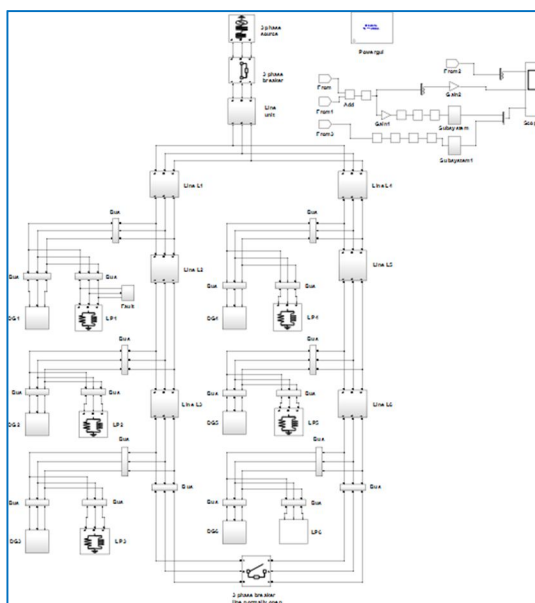 3 phase
source
Powergui
3 phase
breaker
Line
unit
From
From1
From2
From3
Add
Gain1
Gain2
Subsystem
Subsystem1
Line L1
Line L4
Bus
Bus
Line L2
Line L5
Bus
Bus
Bus
Bus
Fault
DG1
LP1
DG4
LP4
Bus
Bus
Bus
Bus
Line L3
Bus
Bus
Line L6
DG2
LP2
DG5
LP5
Bus
Bus
Bus
Bus
Bus
Bus
Bus
Bus
DG3
LP3
DG6
LP6
3 phase breaker